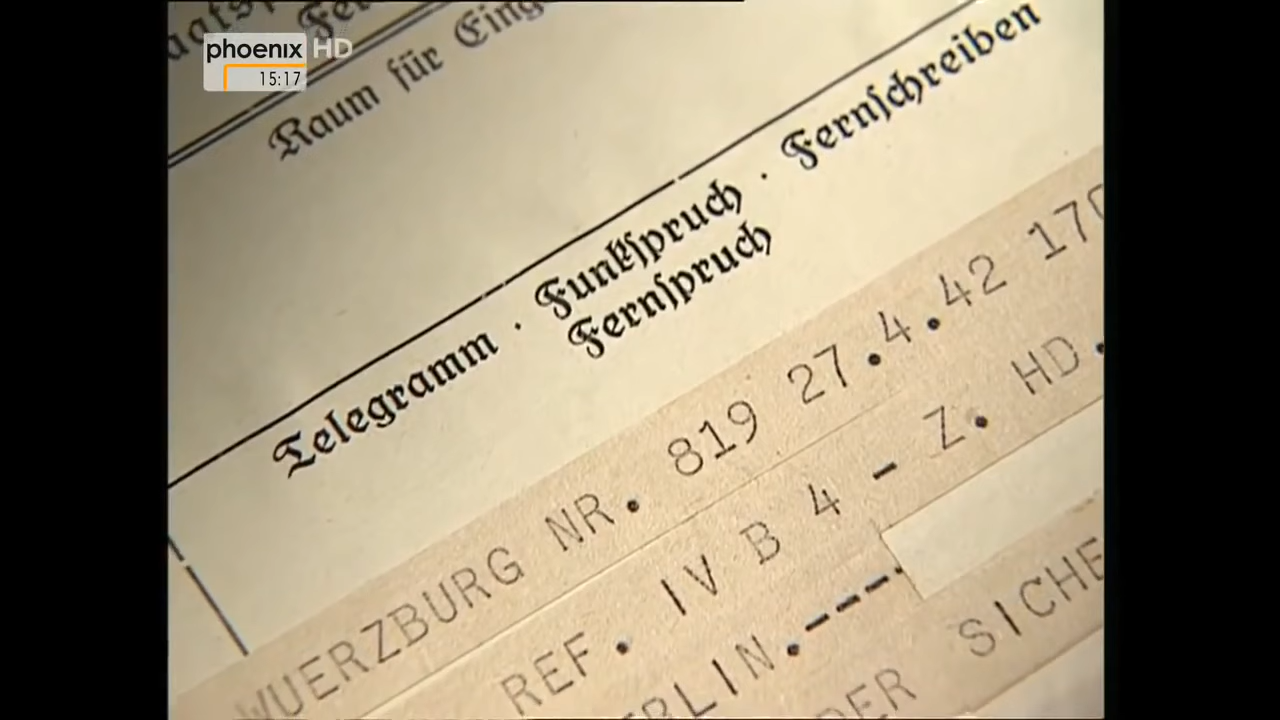 phoenix HD
15:17
Raum für
Telegramm · Funkspruch · Fernschreiben
Fernspruch
WUERZBURG NR. 819 27.4.42 170
REF. IV B 4 - Z. HD.
RLIN.----.
DER SICHE